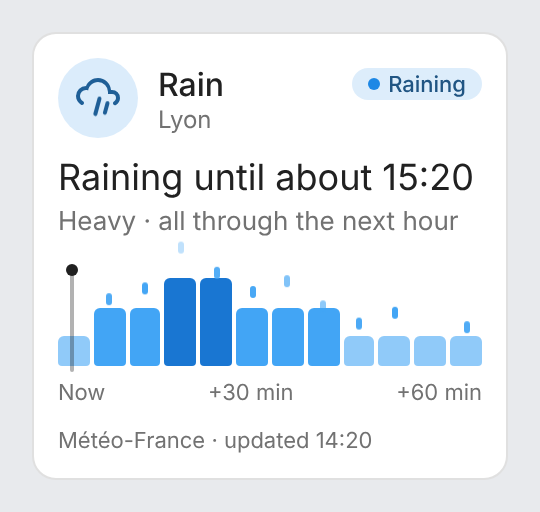 Rain
Raining
Lyon
Raining until about 15:20
Heavy · all through the next hour
Now +30 min +60 min
Météo-France · updated 14:20